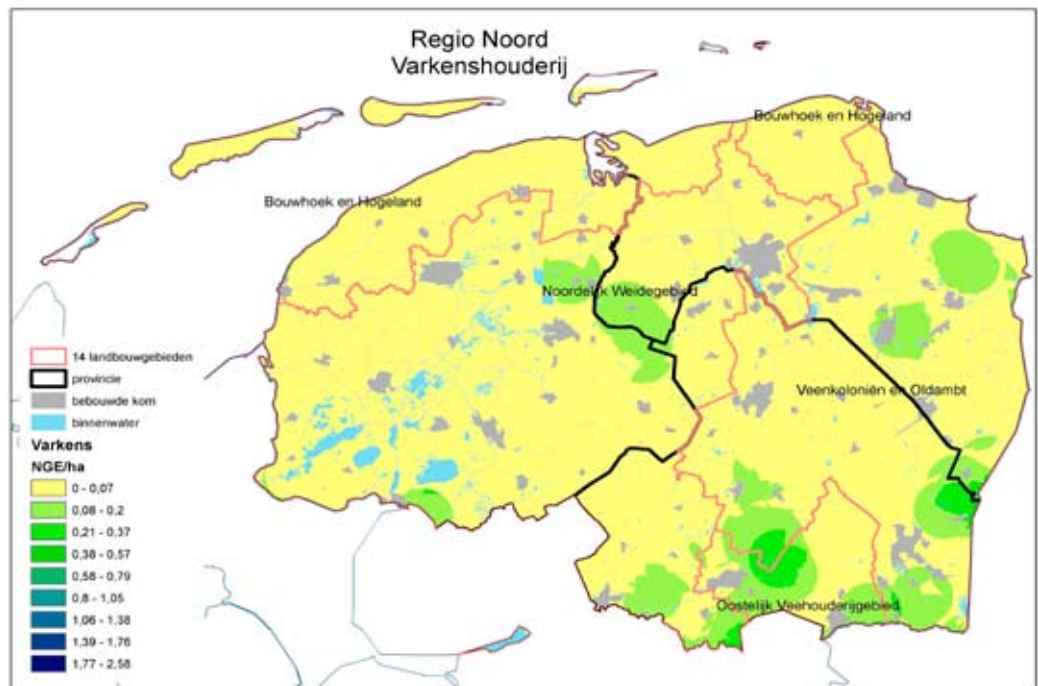 Regio Noord
Varkenshouderij
Bouwhoek en Hogeland
Bouwhoek en Hogeland
Noordelijk Weidegebied
Veenkoloniën en Oldambt
Oostelijk Veehouderijgebied
14 landbouwgebieden
provincie
bebouwde kom
binnenwater
Varkens
NGE/ha
0 - 0,07
0,08 - 0,2
0,21 - 0,37
0,38 - 0,57
0,58 - 0,79
0,8 - 1,05
1,06 - 1,38
1,39 - 1,76
1,77 - 2,58